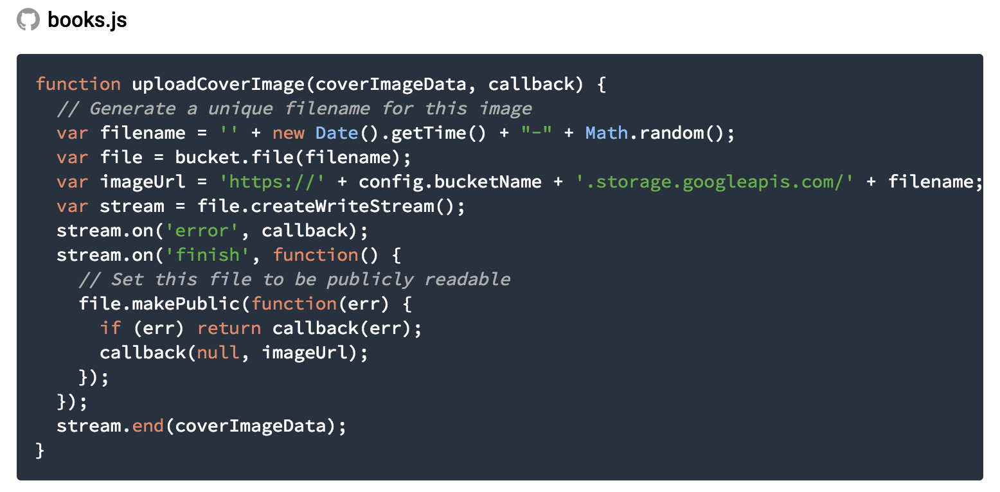 books.js
function uploadCoverImage(coverImageData, callback) {
  // Generate a unique filename for this image
  var filename = '' + new Date().getTime() + "-" + Math.random();
  var file = bucket.file(filename);
  var imageUrl = 'https://' + config.bucketName + '.storage.googleapis.com/' + filename;
  var stream = file.createWriteStream();
  stream.on('error', callback);
  stream.on('finish', function() {
    // Set this file to be publicly readable
    file.makePublic(function(err) {
      if (err) return callback(err);
      callback(null, imageUrl);
    });
  });
  stream.end(coverImageData);
}